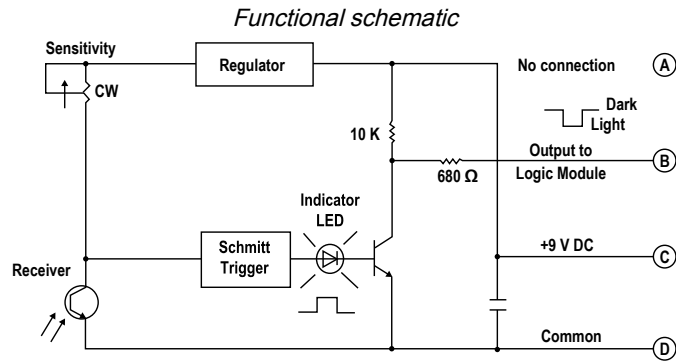 Functional schematic
Sensitivity
CW
Regulator
No connection
A
Dark
Light
10 K
680 Ω
Output to
Logic Module
B
Indicator
LED
Schmitt
Trigger
Receiver
+9 V DC
C
Common
D